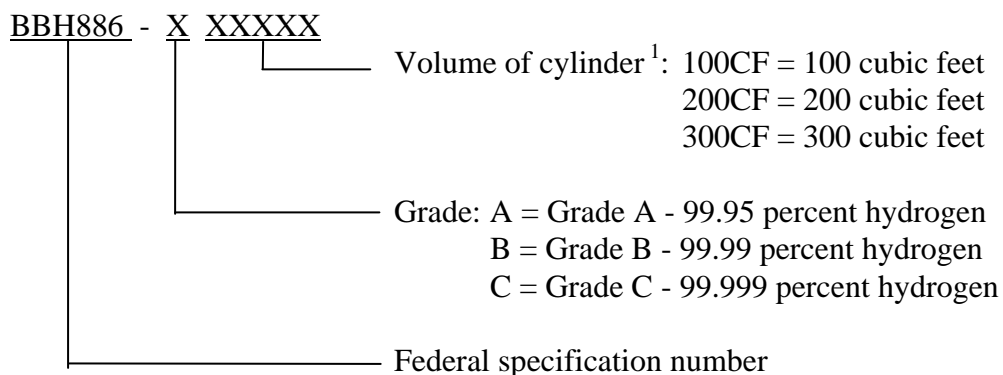 BBH886 - X XXXXX
Volume of cylinder 1: 100CF = 100 cubic feet
200CF = 200 cubic feet
300CF = 300 cubic feet
Grade: A = Grade A - 99.95 percent hydrogen
B = Grade B - 99.99 percent hydrogen
C = Grade C - 99.999 percent hydrogen
Federal specification number